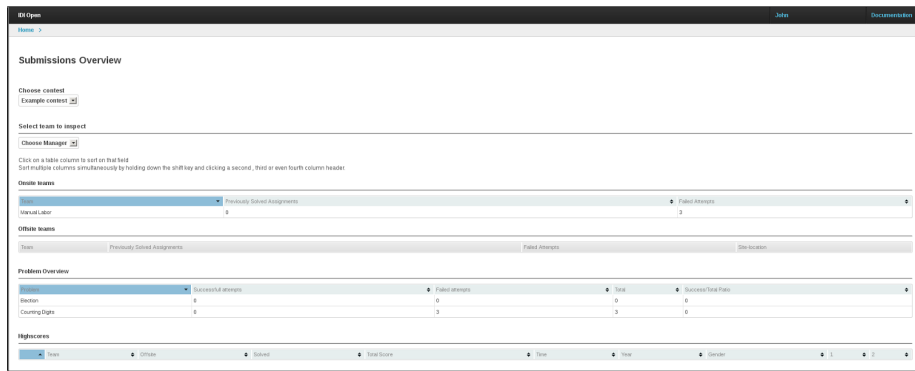 IDI Open John Documentation
Home >
Submissions Overview
Choose contest
Example contest
Select team to inspect
Choose Manager
Click on a table column to sort on that field
Sort multiple columns simultaneously by holding down the shift key and clicking a second, third or even fourth column header.
Onsite teams
Team Previously Solved Assignments Failed Attempts
Manual Labor 0 3
Offsite teams
Team Previously Solved Assignments Failed Attempts Site-location
Problem Overview
Problem Successfull attempts Failed attempts Total Success/Total Ratio
Election 0 0 0 0
Counting Digits 0 3 3 0
Highscores
Team Offsite Solved Total Score Time Year Gender 1 2